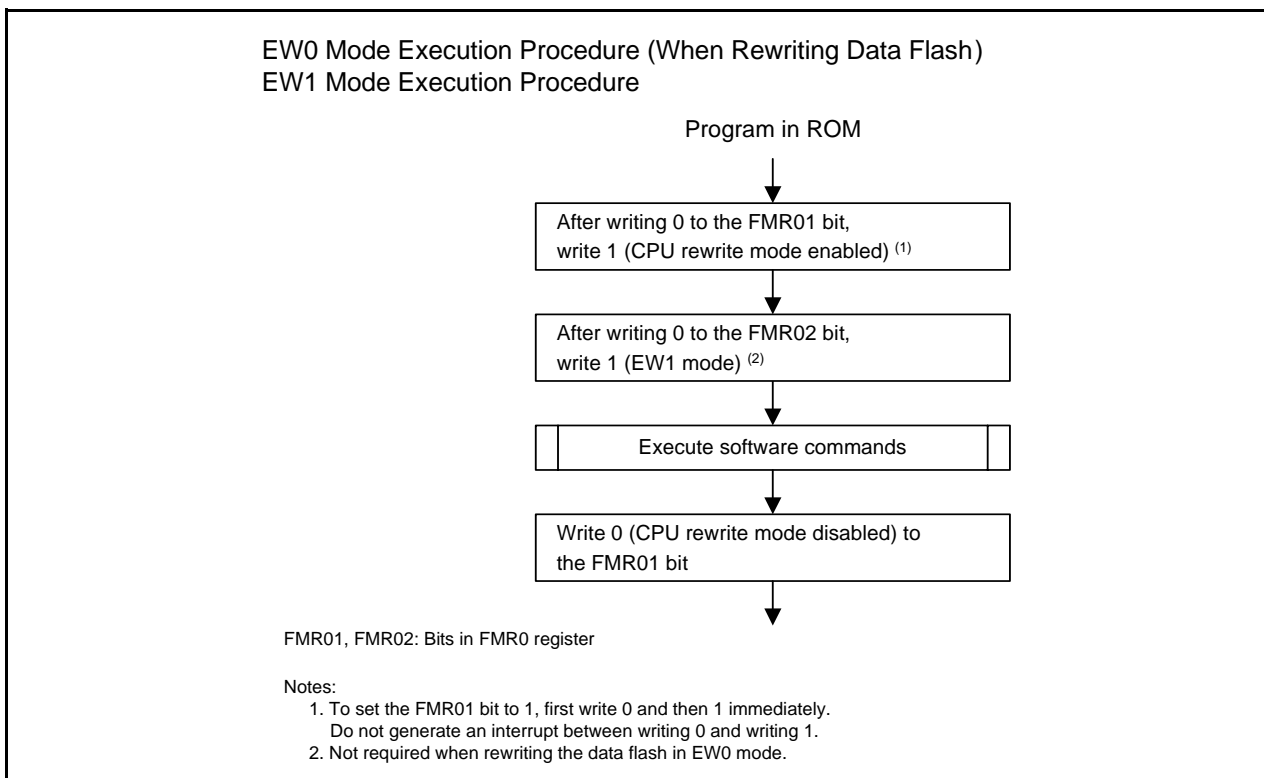 EW0 Mode Execution Procedure (When Rewriting Data Flash)
EW1 Mode Execution Procedure
Program in ROM
After writing 0 to the FMR01 bit,
write 1 (CPU rewrite mode enabled) (1)
After writing 0 to the FMR02 bit,
write 1 (EW1 mode) (2)
Execute software commands
Write 0 (CPU rewrite mode disabled) to
the FMR01 bit
FMR01, FMR02: Bits in FMR0 register
Notes:
1. To set the FMR01 bit to 1, first write 0 and then 1 immediately.
Do not generate an interrupt between writing 0 and writing 1.
2. Not required when rewriting the data flash in EW0 mode.